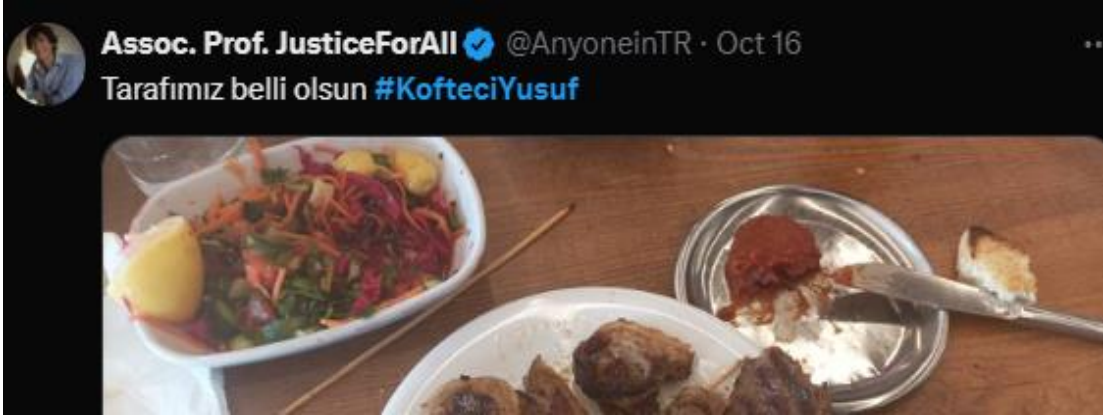 Assoc. Prof. JusticeForAll @AnyoneinTR · Oct 16
Tarafımız belli olsun #KofteciYusuf